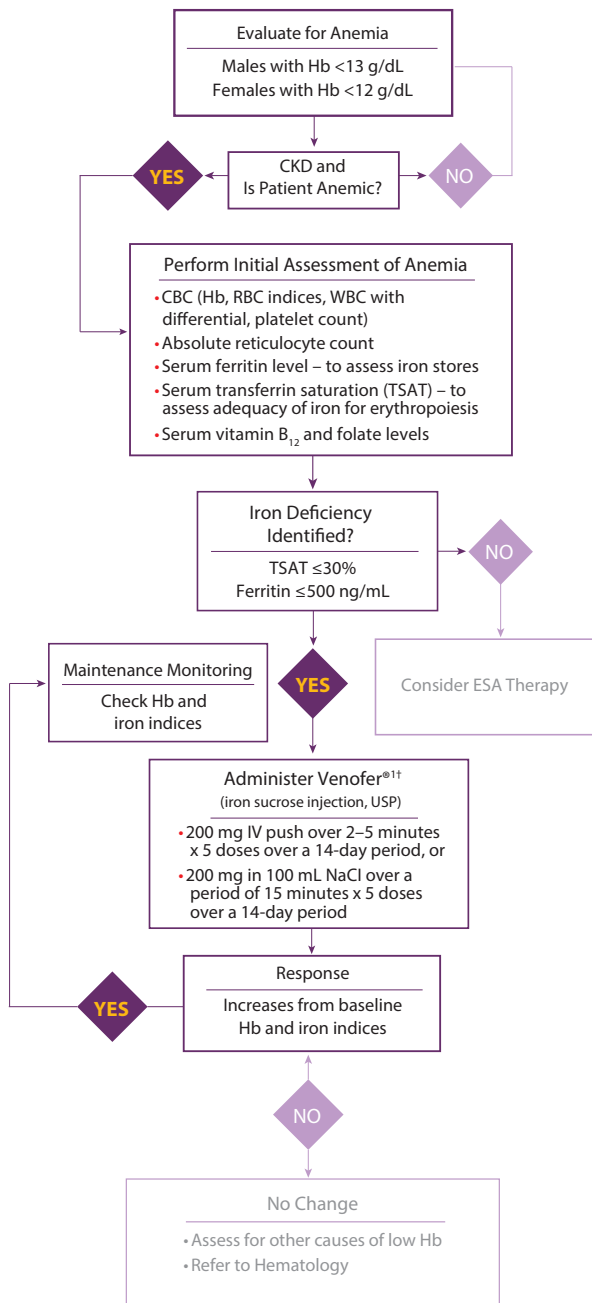 Evaluate for Anemia
Males with Hb <13 g/dL
Females with Hb <12 g/dL
YES
CKD and
Is Patient Anemic?
NO
Perform Initial Assessment of Anemia
•CBC (Hb, RBC indices, WBC with
differential, platelet count)
•Absolute reticulocyte count
•Serum ferritin level – to assess iron stores
•Serum transferrin saturation (TSAT) – to
assess adequacy of iron for erythropoiesis
•Serum vitamin B12 and folate levels
Iron Deficiency
Identified?
TSAT ≤30%
Ferritin ≤500 ng/mL
NO
Consider ESA Therapy
YES
Maintenance Monitoring
Check Hb and
iron indices
Administer Venofer®1†
(iron sucrose injection, USP)
•200 mg IV push over 2–5 minutes
x 5 doses over a 14-day period, or
•200 mg in 100 mL NaCl over a
period of 15 minutes x 5 doses
over a 14-day period
Response
Increases from baseline
Hb and iron indices
YES
NO
No Change
•Assess for other causes of low Hb
•Refer to Hematology